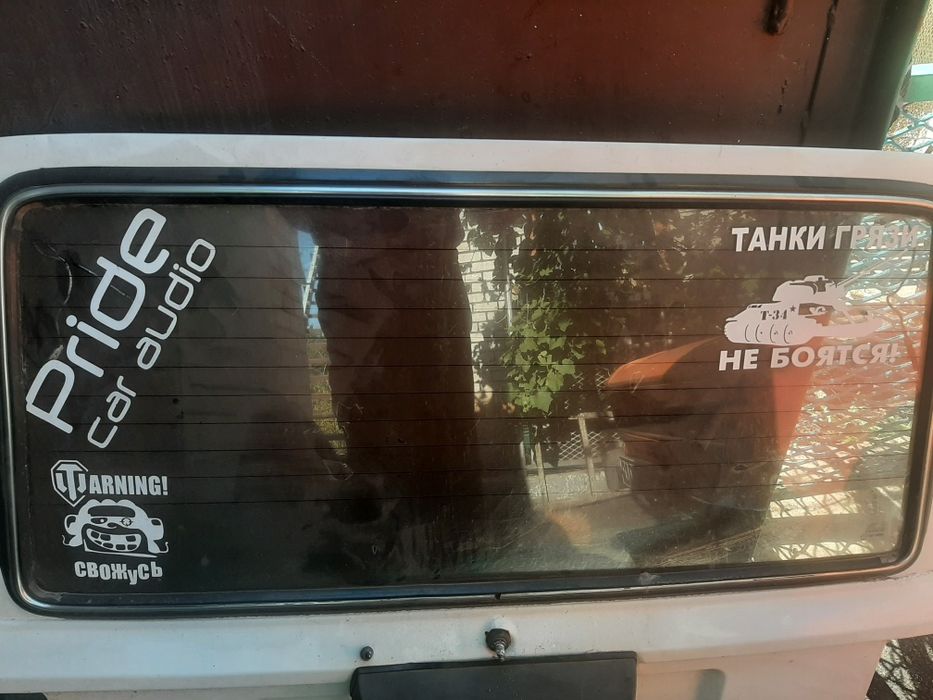 Pride
car audio
WARNING!
СВОЖУСЬ
ТАНКИ ГРЯЗИ
Т-34
НЕ БОЯТСЯ!